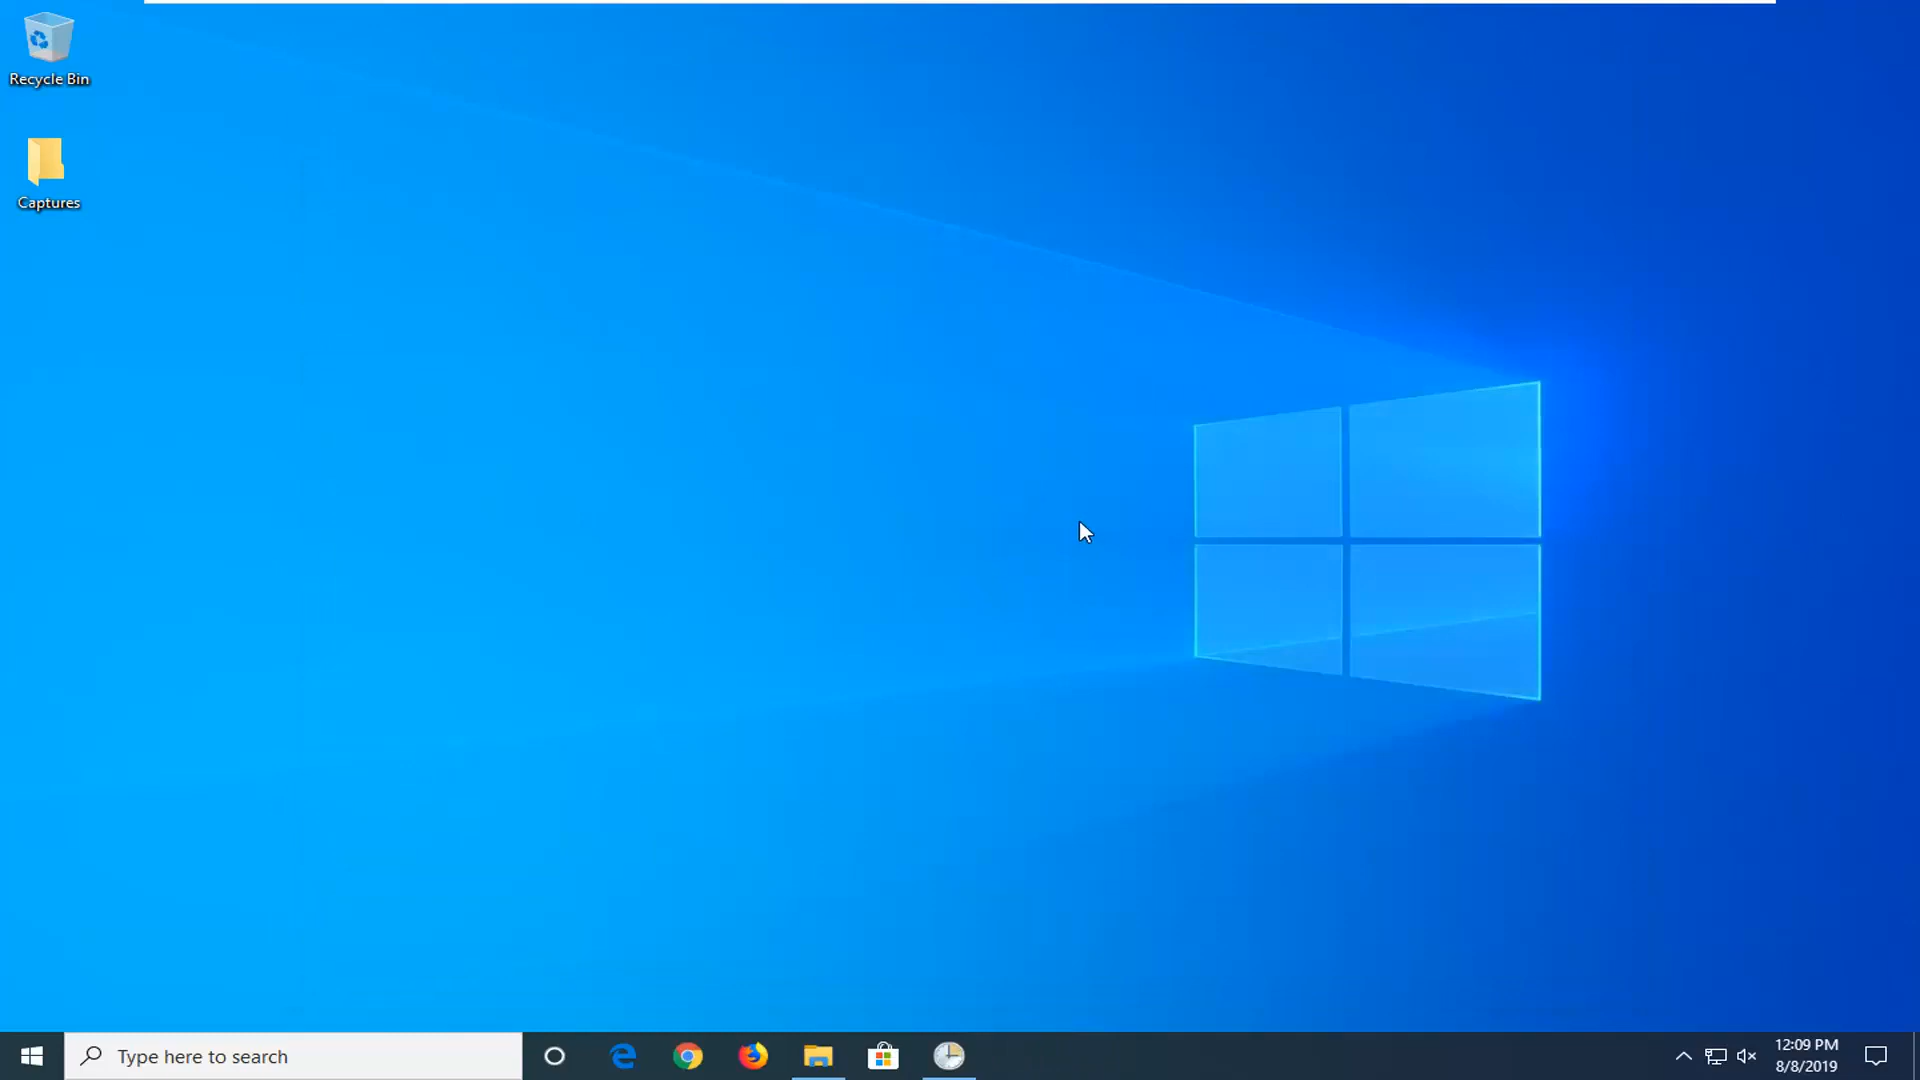 Recycle Bin
Captures
Type here to search
12:09 PM
8/8/2019